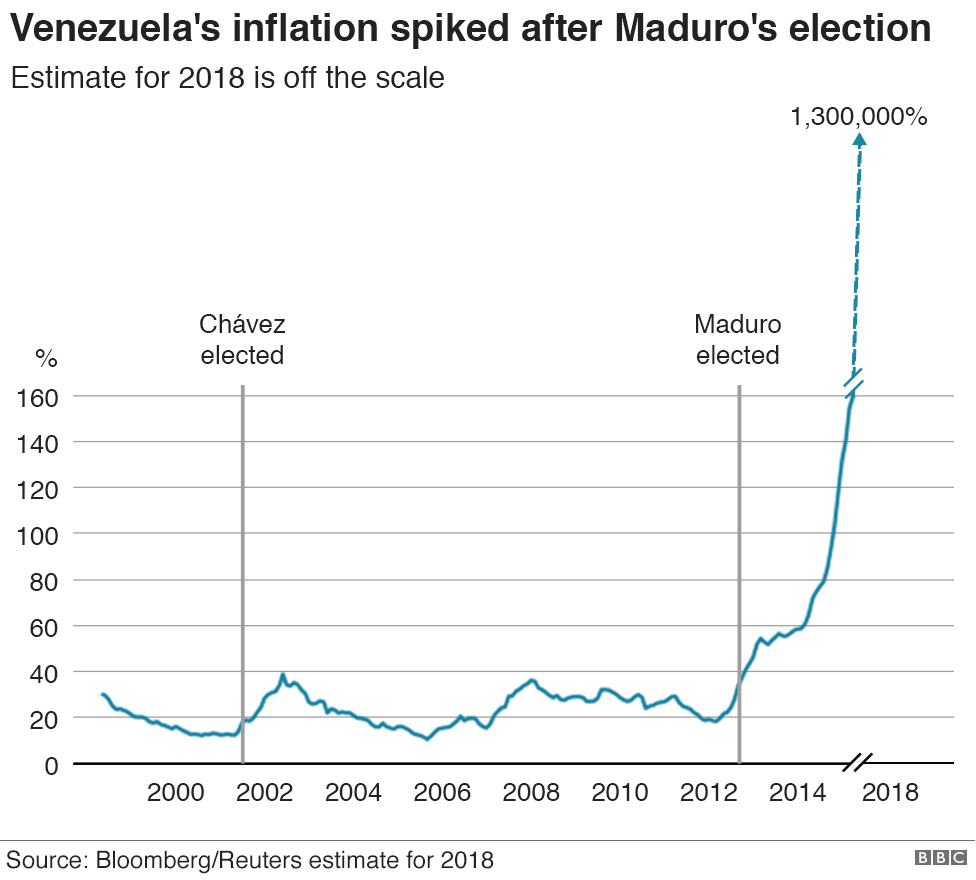 Venezuela's inflation spiked after Maduro's election
Estimate for 2018 is off the scale
1,300,000%
Chávez
elected
Maduro
elected
%
160
140
120
100
80
60
40
20
0
2000 2002 2004 2006 2008 2010 2012 2014 2018
Source: Bloomberg/Reuters estimate for 2018
BBC